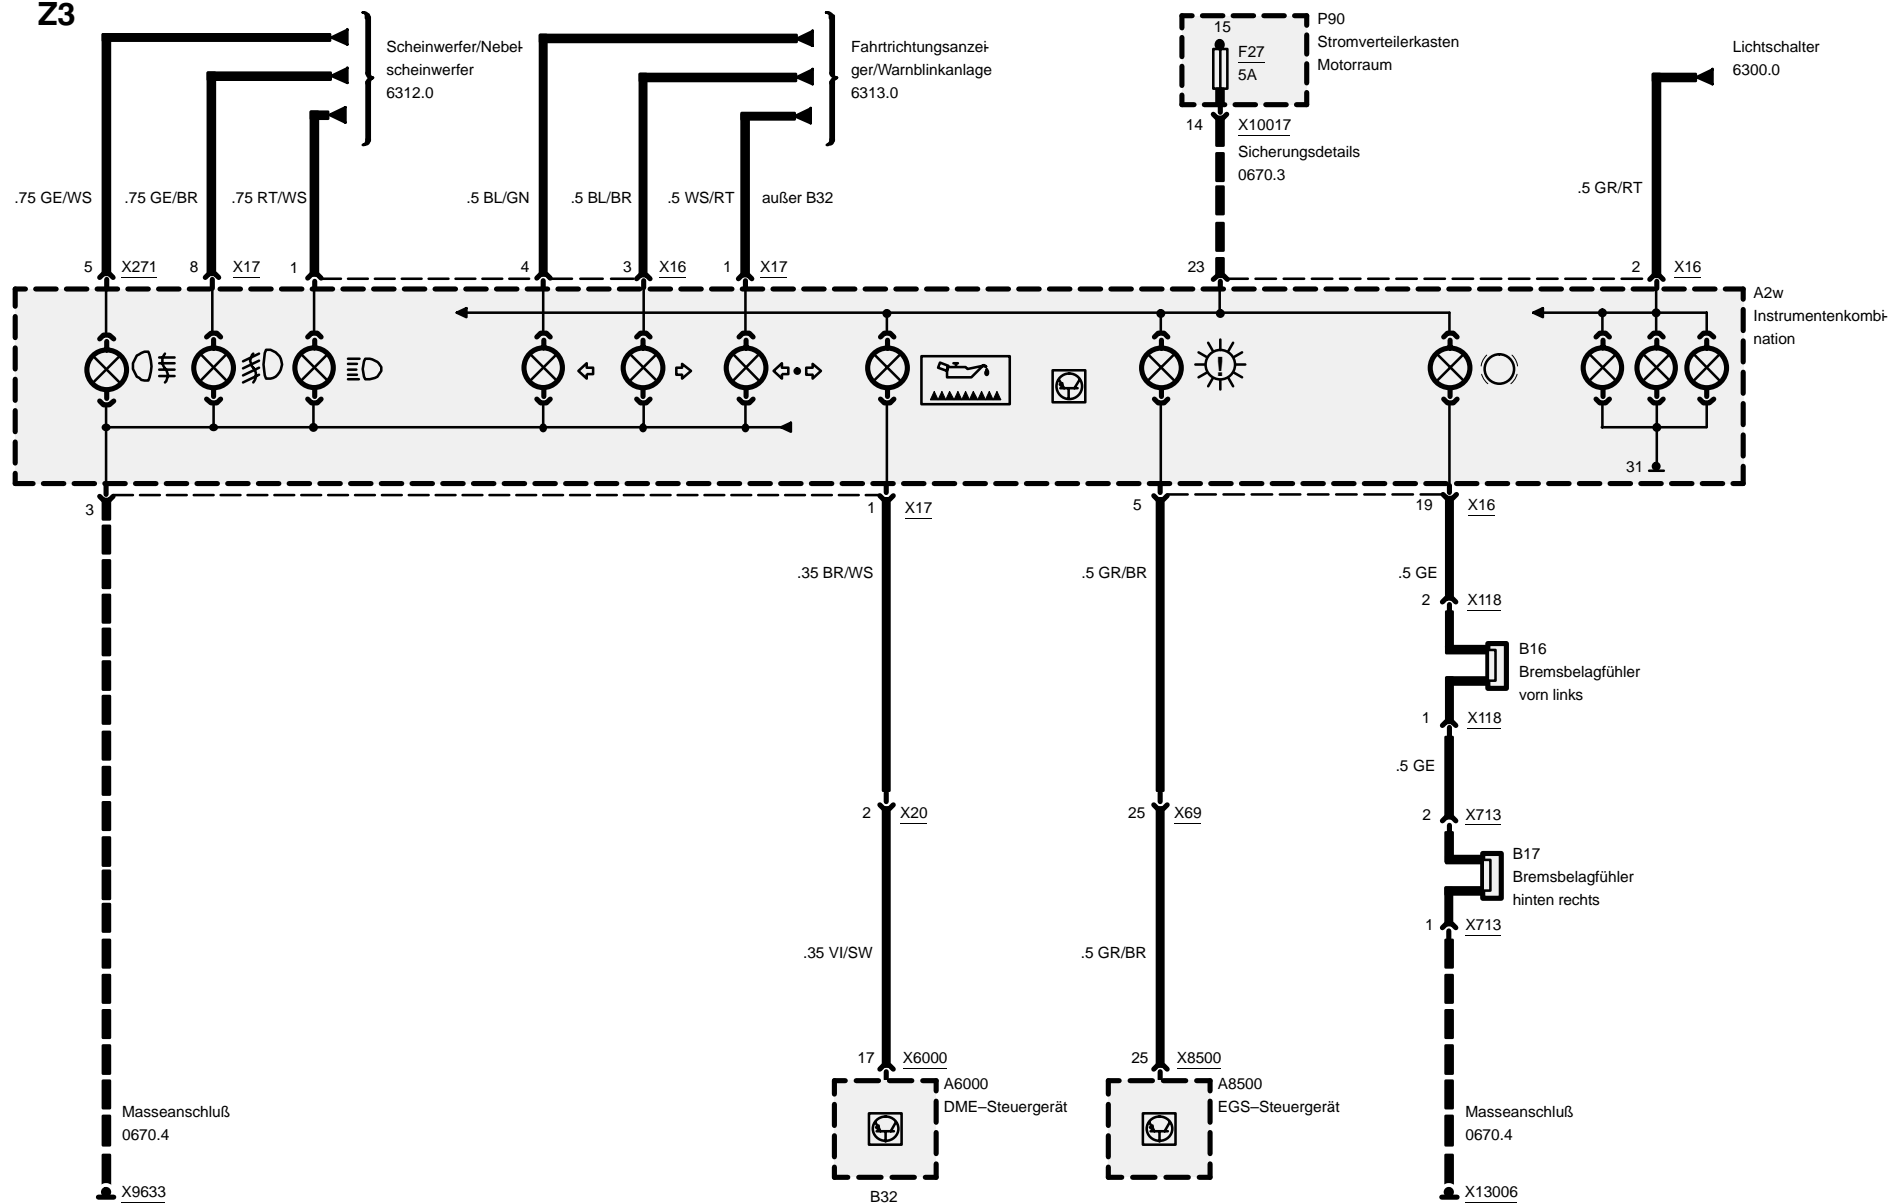 Z3
Scheinwerfer/Nebel-
scheinwerfer
6312.0
Fahrtrichtungsanzei-
ger/Warnblinkanlage
6313.0
15
F27
5A
P90
Stromverteilerkasten
Motorraum
14
X10017
Sicherungsdetails
0670.3
Lichtschalter
6300.0
.75 GE/WS
.75 GE/BR
.75 RT/WS
.5 BL/GN
.5 BL/BR
.5 WS/RT
außer B32
.5 GR/RT
5
X271
8
X17
1
4
3
X16
1
X17
23
2
X16
A2w
Instrumentenkombi-
nation
31
3
1
X17
5
19
X16
.35 BR/WS
.5 GR/BR
.5 GE
2
X118
B16
Bremsbelagfühler
vorn links
1
X118
.5 GE
2
X20
25
X69
2
X713
B17
Bremsbelagfühler
hinten rechts
1
X713
.35 VI/SW
.5 GR/BR
17
X6000
A6000
DME–Steuergerät
25
X8500
A8500
EGS–Steuergerät
Masseanschluß
0670.4
Masseanschluß
0670.4
X9633
B32
X13006